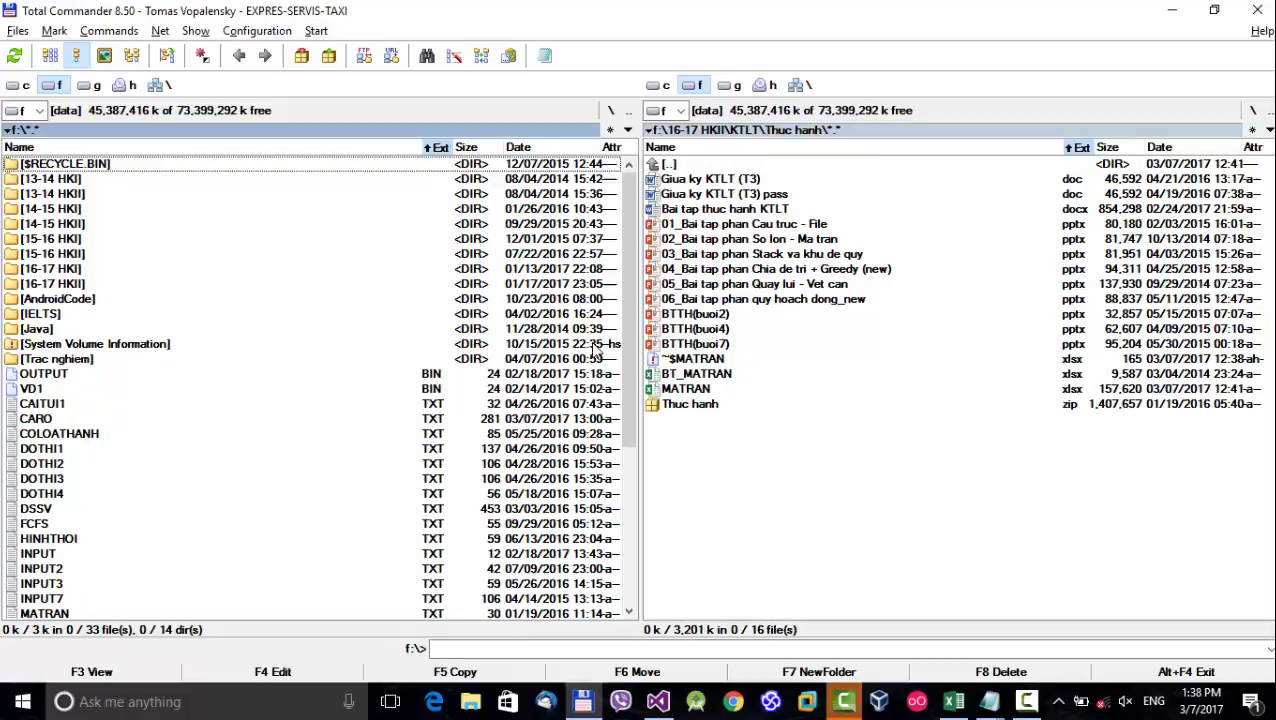 Total Commander 8.50 - Tomas Vopalensky - EXPRES-SERVIS-TAXI
Files Mark Commands Net Show Configuration Start Help
FTP URL
c f g h \
f [data] 45,387,416 k of 73,399,292 k free \ ..
f:\*.* *
Name Ext Size Date Attr
[$RECYCLE.BIN] <DIR> 12/07/2015 12:44----
[13-14 HKI] <DIR> 08/04/2014 15:42----
[13-14 HKII] <DIR> 08/04/2014 15:36----
[14-15 HKI] <DIR> 01/26/2016 10:43----
[14-15 HKII] <DIR> 09/29/2015 20:43----
[15-16 HKI] <DIR> 12/01/2015 07:37----
[15-16 HKII] <DIR> 07/22/2016 22:57----
[16-17 HKI] <DIR> 01/13/2017 22:08----
[16-17 HKII] <DIR> 01/17/2017 23:05----
[AndroidCode] <DIR> 10/23/2016 08:00----
[IELTS] <DIR> 04/02/2016 16:24----
[Java] <DIR> 11/28/2014 09:39----
[System Volume Information] <DIR> 10/15/2015 22:35--hs
[Trac nghiem] <DIR> 04/07/2016 00:59----
OUTPUT BIN 24 02/18/2017 15:18-a--
VD1 BIN 24 02/14/2017 15:02-a--
CAITUI1 TXT 32 04/26/2016 07:43-a--
CARO TXT 281 03/07/2017 13:00-a--
COLOATHANH TXT 85 05/25/2016 09:28-a--
DOTHI1 TXT 137 04/26/2016 09:50-a--
DOTHI2 TXT 106 04/28/2016 15:53-a--
DOTHI3 TXT 106 04/26/2016 15:35-a--
DOTHI4 TXT 56 05/18/2016 15:07-a--
DSSV TXT 453 03/03/2016 15:05-a--
FCFS TXT 55 09/29/2016 05:12-a--
HINHTHOI TXT 59 06/13/2016 23:04-a--
INPUT TXT 12 02/18/2017 13:43-a--
INPUT2 TXT 42 07/09/2016 23:00-a--
INPUT3 TXT 59 05/26/2016 14:15-a--
INPUT7 TXT 106 04/14/2015 13:13-a--
MATRAN TXT 30 01/19/2016 11:14-a--
0 k / 3 k in 0 / 33 file(s), 0 / 14 dir(s)
c f g h \
f [data] 45,387,416 k of 73,399,292 k free \ ..
f:\16-17 HKII\KTLT\Thuc hanh\*.* *
Name Ext Size Date Attr
[..] <DIR> 03/07/2017 12:41----
Giua ky KTLT (T3) doc 46,592 04/21/2016 13:17-a--
Giua ky KTLT (T3) pass doc 46,592 04/19/2016 07:38-a--
Bai tap thuc hanh KTLT docx 854,298 02/24/2017 21:59-a--
01_Bai tap phan Cau truc - File pptx 80,180 02/03/2015 16:01-a--
02_Bai tap phan So lon - Ma tran pptx 81,747 10/13/2014 07:18-a--
03_Bai tap phan Stack va khu de quy pptx 81,951 04/03/2015 15:26-a--
04_Bai tap phan Chia de tri + Greedy (new) pptx 94,311 04/25/2015 12:58-a--
05_Bai tap phan Quay lui - Vet can pptx 137,930 05/29/2014 07:23-a--
06_Bai tap phan quy hoach dong_new pptx 88,837 05/11/2015 12:47-a--
BTTH(buoi2) pptx 32,857 05/15/2015 07:07-a--
BTTH(buoi4) pptx 62,607 04/09/2015 07:10-a--
BTTH(buoi7) pptx 95,204 05/30/2015 00:18-a--
~$MATRAN xlsx 165 03/07/2017 12:38-ah-
BT_MATRAN xlsx 9,587 03/04/2014 23:24-a--
MATRAN xlsx 157,620 03/07/2017 12:41-a--
Thuc hanh zip 1,407,657 01/19/2016 05:40-a--
0 k / 3,201 k in 0 / 16 file(s)
f:\>
F3 View F4 Edit F5 Copy F6 Move F7 NewFolder F8 Delete Alt+F4 Exit
Ask me anything
ENG
1:38 PM
3/7/2017
1